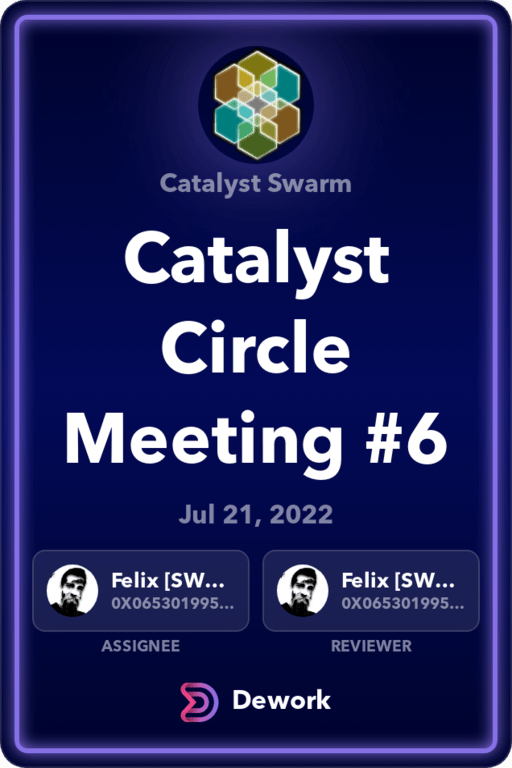 Catalyst Swarm
Catalyst
Circle
Meeting #6
Jul 21, 2022
Felix [SW...
0X065301995...
ASSIGNEE
Felix [SW...
0X065301995...
REVIEWER
Dework